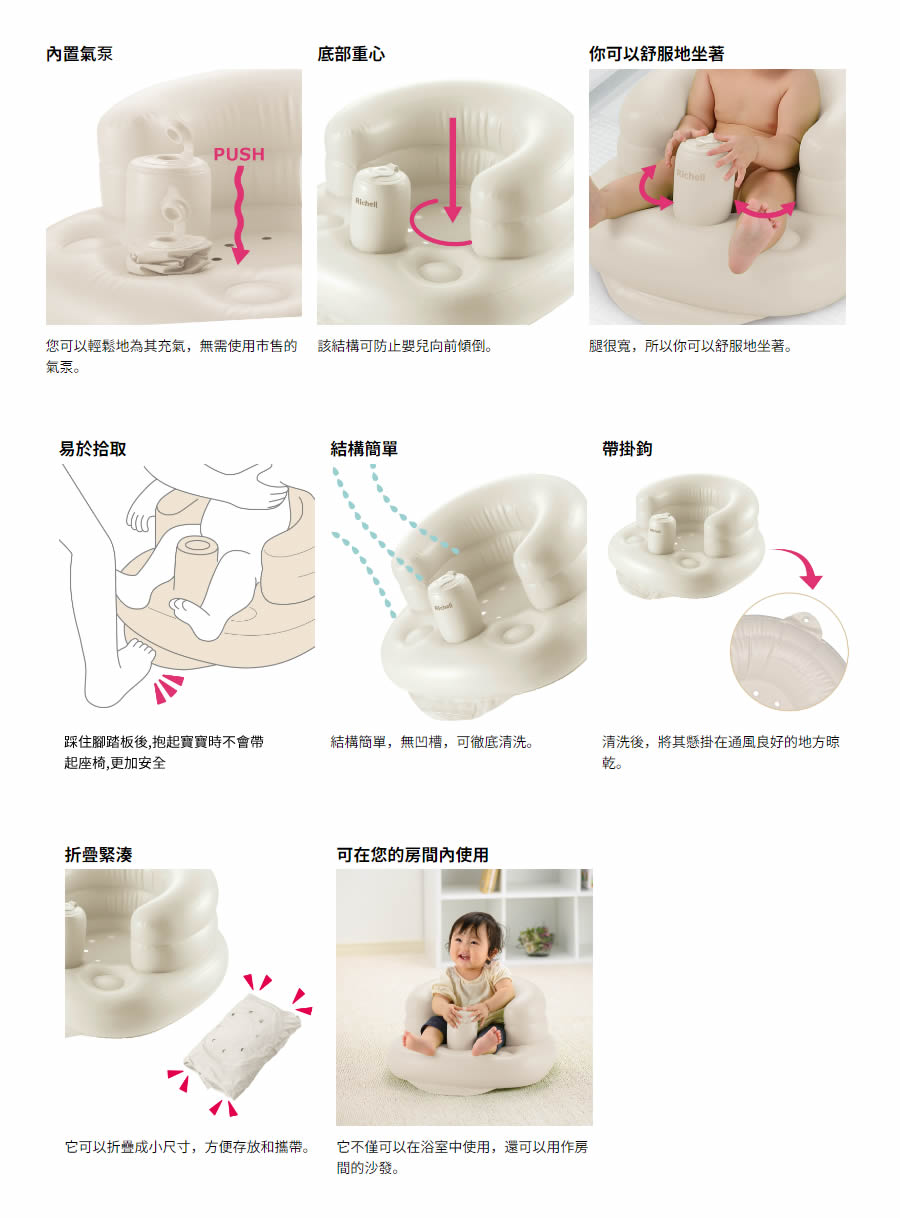 內置氣泵
底部重心
你可以舒服地坐著
PUSH
Richell
Richell
您可以輕鬆地為其充氣，無需使用市售的
氣泵。
該結構可防止嬰兒向前傾倒。
腿很寬，所以你可以舒服地坐著。
易於拾取
結構簡單
帶掛鉤
Richell
踩住腳踏板後,抱起寶寶時不會帶
起座椅,更加安全
結構簡單，無凹槽，可徹底清洗。
清洗後，將其懸掛在通風良好的地方晾
乾。
折疊緊湊
可在您的房間內使用
它可以折疊成小尺寸，方便存放和攜帶。
它不僅可以在浴室中使用，還可以用作房
間的沙發。